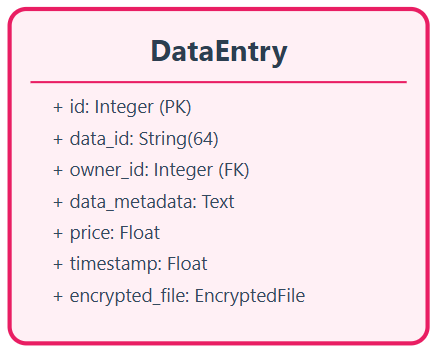 DataEntry
+ id: Integer (PK)
+ data_id: String(64)
+ owner_id: Integer (FK)
+ data_metadata: Text
+ price: Float
+ timestamp: Float
+ encrypted_file: EncryptedFile